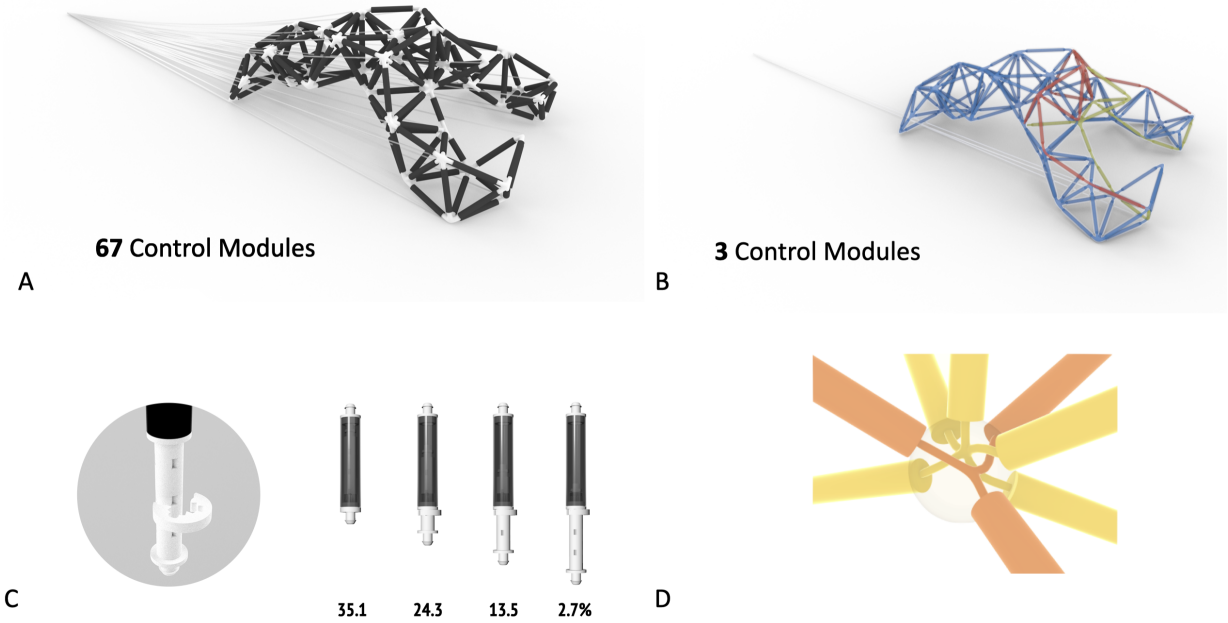 67 Control Modules
A
3 Control Modules
B
C
35.1 24.3 13.5 2.7%
D